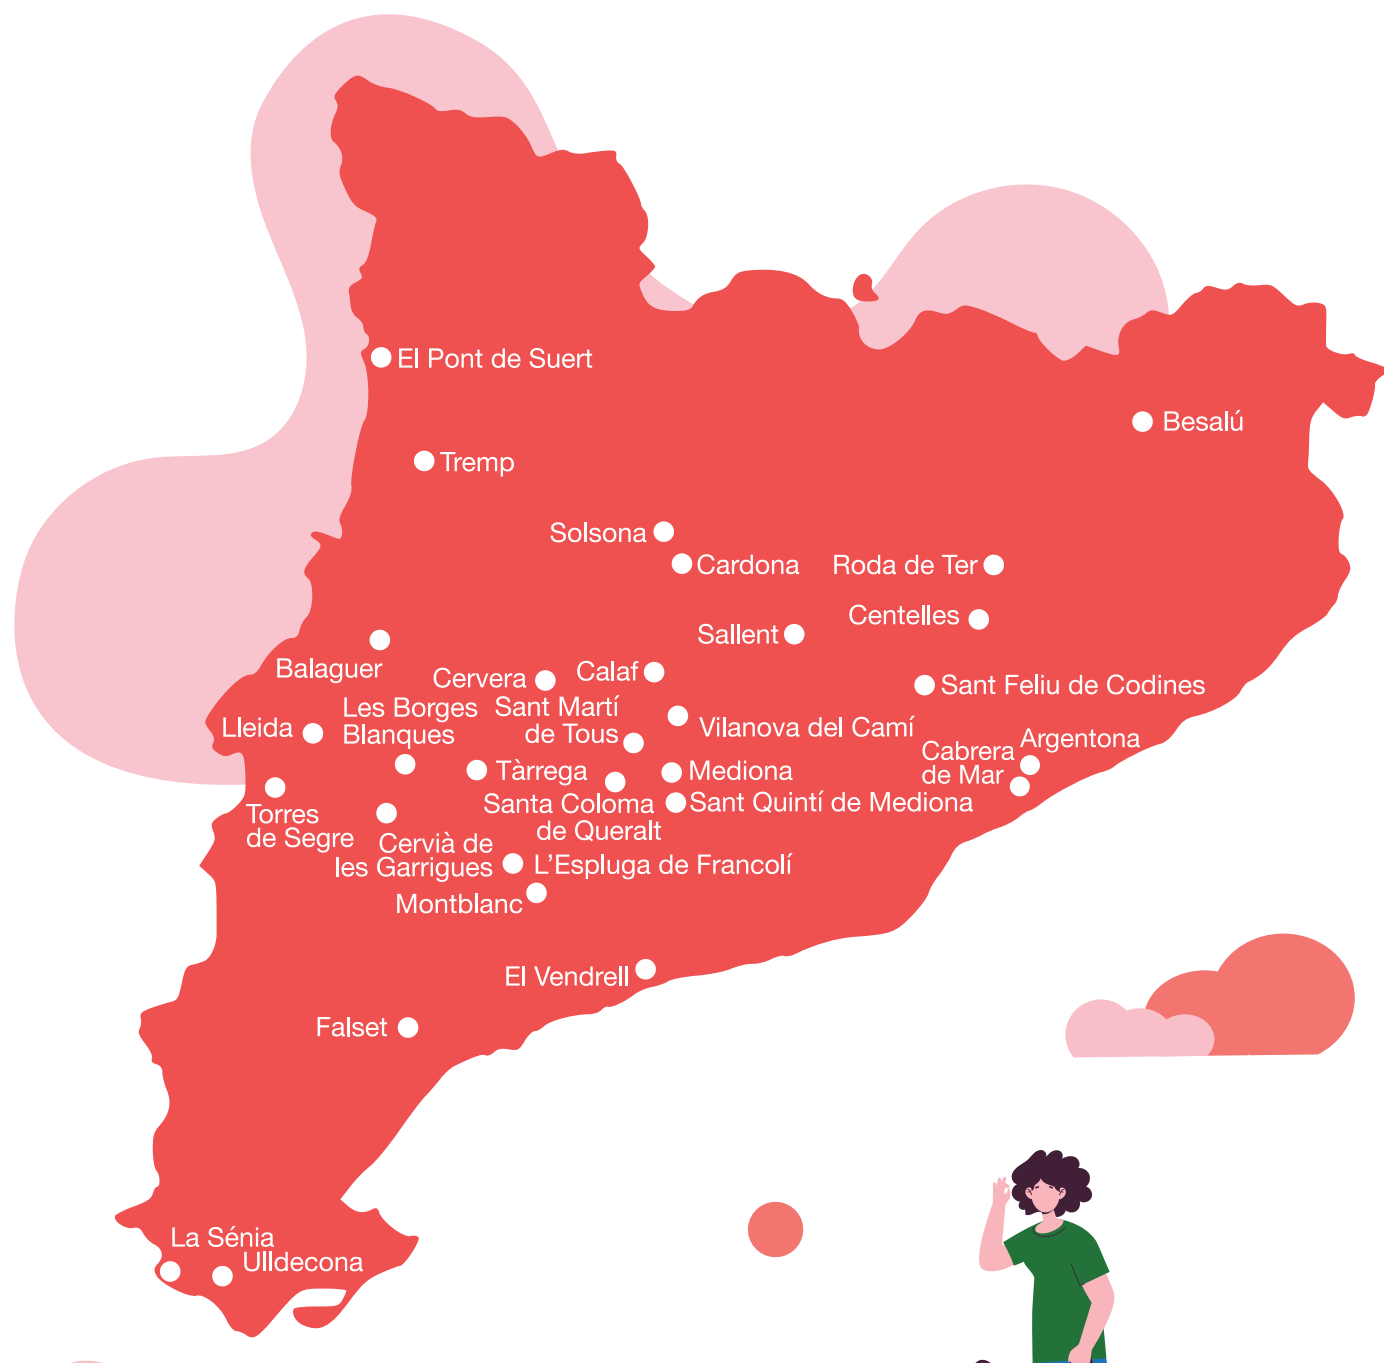 El Pont de Suert
Besalú
Tremp
Solsona
Cardona
Roda de Ter
Centelles
Sallent
Balaguer
Cervera
Calaf
Sant Feliu de Codines
Les Borges
Blanques
Sant Martí
de Tous
Lleida
Vilanova del Camí
Argentona
Cabrera
de Mar
Tàrrega
Mediona
Santa Coloma
de Queralt
Sant Quintí de Mediona
Torres
de Segre
Cervià de
les Garrigues
L’Espluga de Francolí
Montblanc
El Vendrell
Falset
La Sénia
Ulldecona